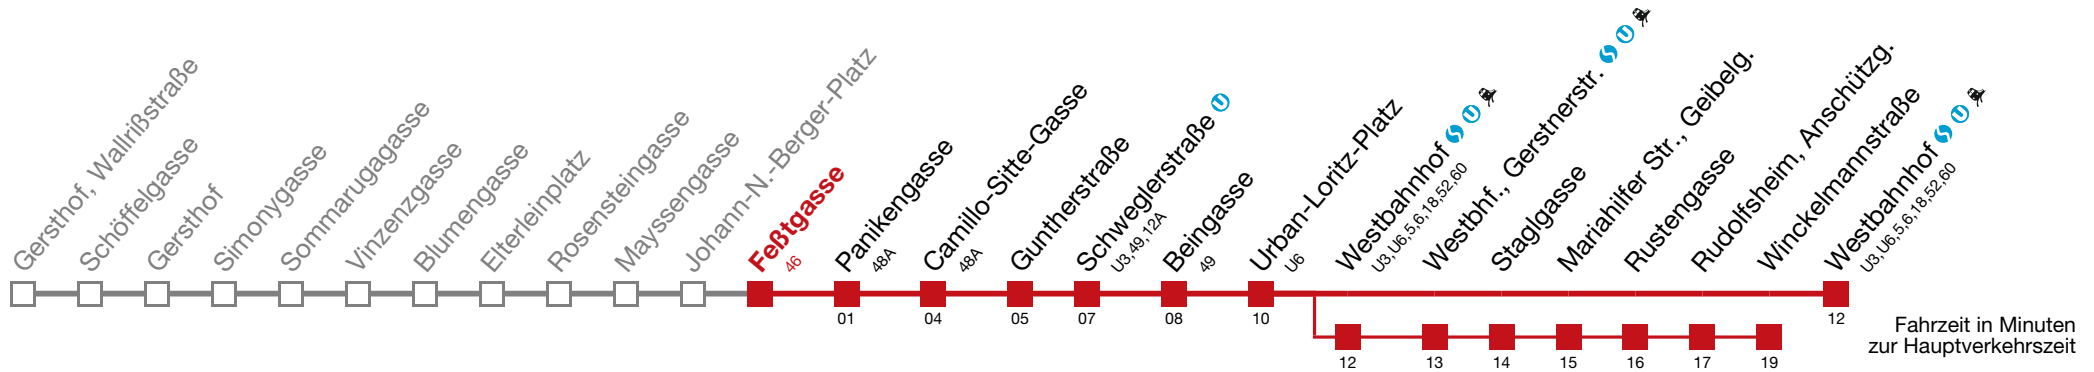 Gersthof, Wallrißstraße
Schöffelgasse
Gersthof
Simonygasse
Sommarugagasse
Vinzenzgasse
Blumengasse
Elterleinplatz
Rosensteingasse
Mayssengasse
Johann-N.-Berger-Platz
Feßtgasse
46
Panikengasse
48A
Camillo-Sitte-Gasse
48A
Guntherstraße
Schweglerstraße U
U3, 49, 12A
Beingasse
49
Urban-Loritz-Platz
U6
Westbahnhof S U
U3, U6, 5, 6, 18, 52, 60
Westbhf., Gerstnerstr. S U
Staglgasse
Mariahilfer Str., Geibelg.
Rustengasse
Rudolfsheim, Anschützg.
Winckelmannstraße
Westbahnhof S U
U3, U6, 5, 6, 18, 52, 60
01
04
05
07
08
10
12
12
13
14
15
16
17
19
Fahrzeit in Minuten
zur Hauptverkehrszeit